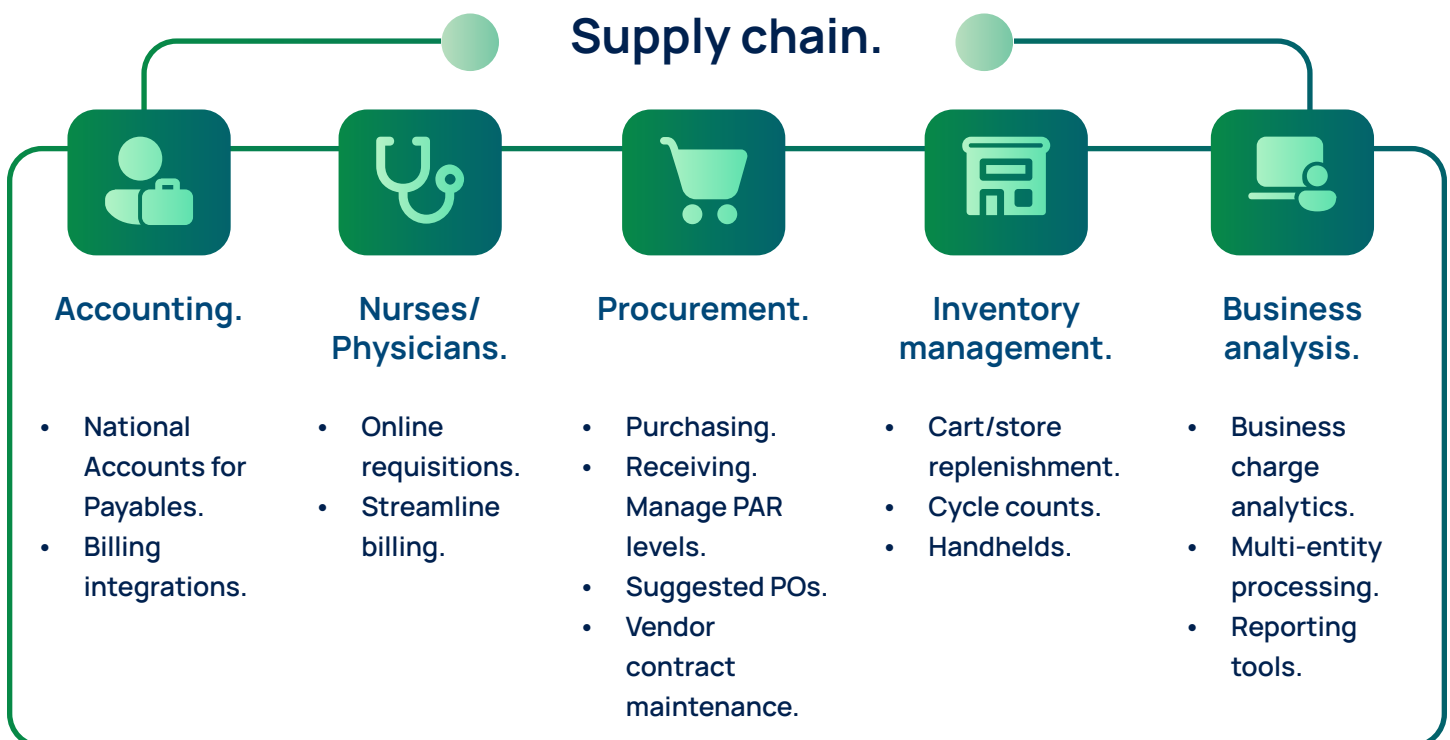 Supply chain.
Accounting.
• National
Accounts for
Payables.
• Billing
integrations.
Nurses/
Physicians.
• Online
requisitions.
• Streamline
billing.
Procurement.
• Purchasing.
• Receiving.
Manage PAR
levels.
• Suggested POs.
• Vendor
contract
maintenance.
Inventory
management.
• Cart/store
replenishment.
• Cycle counts.
• Handhelds.
Business
analysis.
• Business
charge
analytics.
• Multi-entity
processing.
• Reporting
tools.